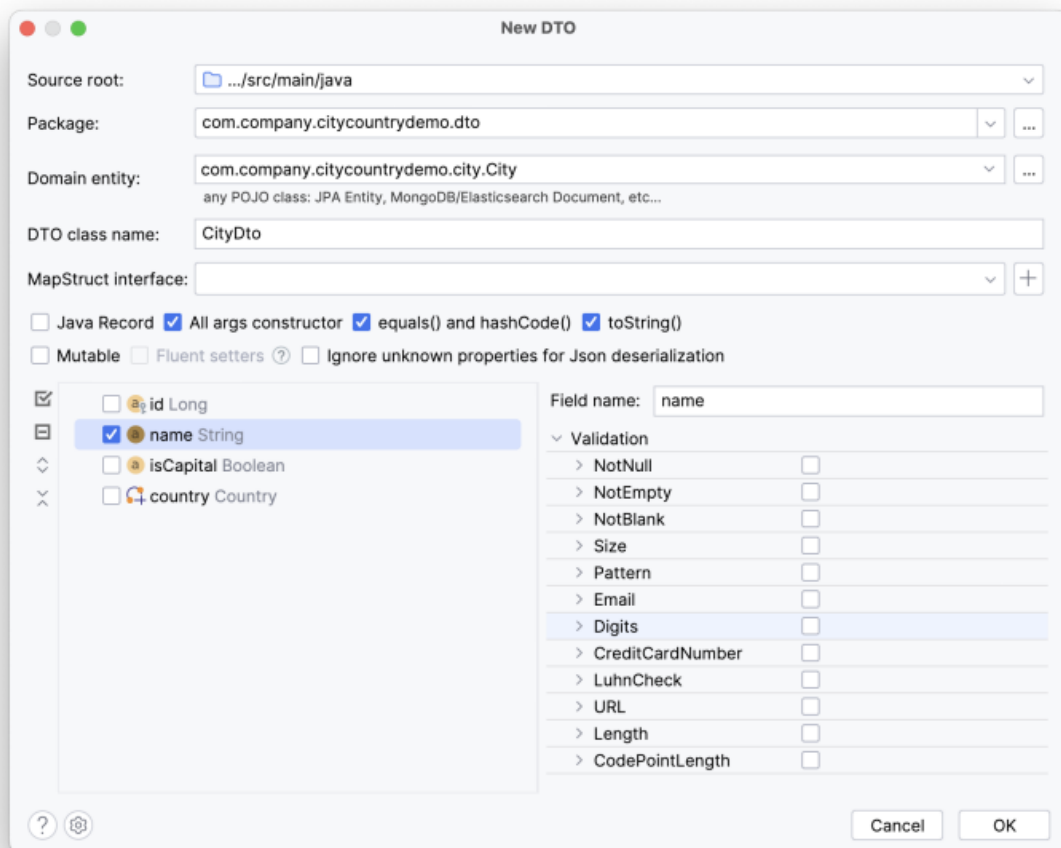 New DTO
Source root: .../src/main/java
Package: com.company.citycountrydemo.dto ...
Domain entity: com.company.citycountrydemo.city.City ...
any POJO class: JPA Entity, MongoDB/Elasticsearch Document, etc...
DTO class name: CityDto
MapStruct interface:
Java Record All args constructor equals() and hashCode() toString()
Mutable Fluent setters ? Ignore unknown properties for Json deserialization
id Long
name String
isCapital Boolean
country Country
Field name: name
Validation
NotNull
NotEmpty
NotBlank
Size
Pattern
Email
Digits
CreditCardNumber
LuhnCheck
URL
Length
CodePointLength
? Cancel OK